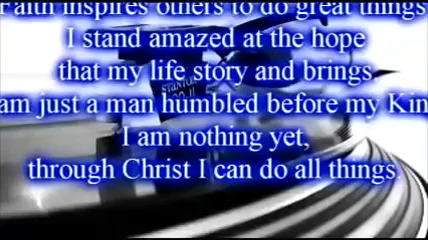 Faith inspires others to do great things
I stand amazed at the hope
that my life story and brings
am just a man humbled before my Kin
I am nothing yet,
through Christ I can do all things.
STANTON